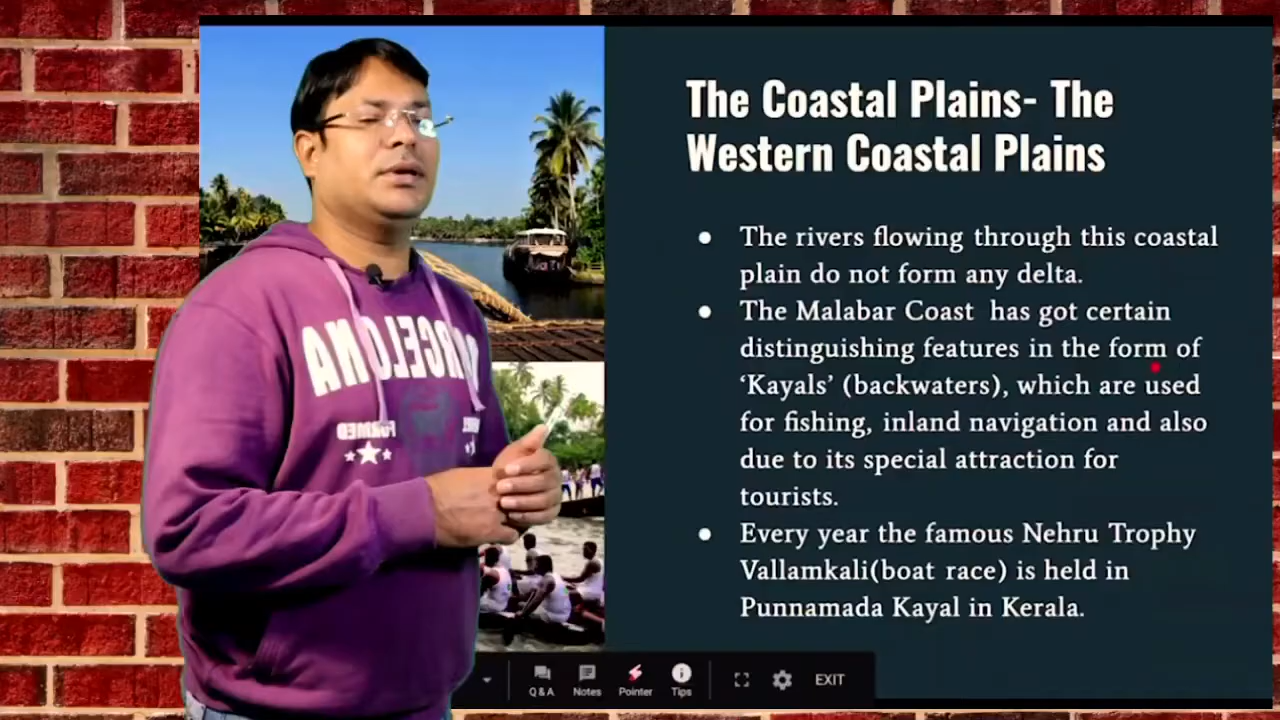 The Coastal Plains- The
Western Coastal Plains
● The rivers flowing through this coastal
plain do not form any delta.
● The Malabar Coast has got certain
distinguishing features in the form of
‘Kayals’ (backwaters), which are used
for fishing, inland navigation and also
due to its special attraction for
tourists.
● Every year the famous Nehru Trophy
Vallamkali(boat race) is held in
Punnamada Kayal in Kerala.
BARCELONA
Q & A Notes Pointer Tips EXIT